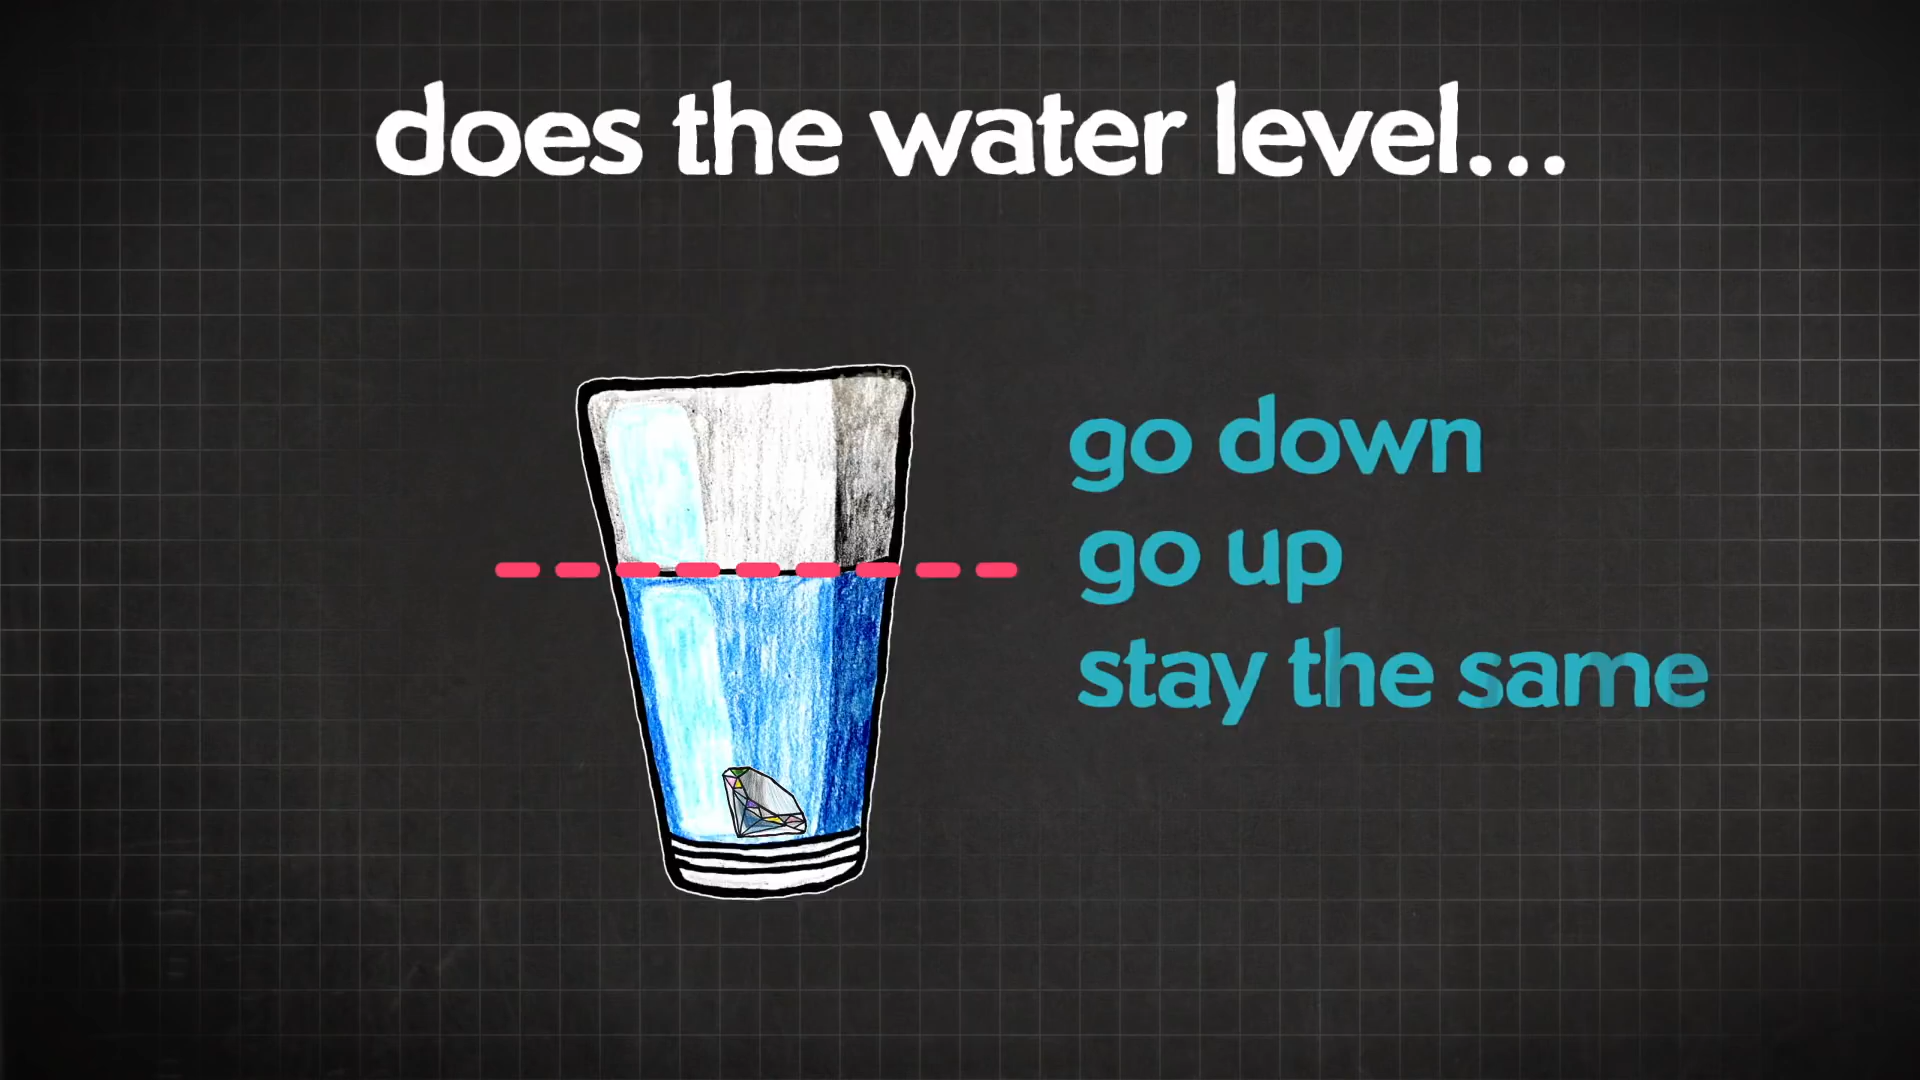 does the water level...
go down
go up
stay the same